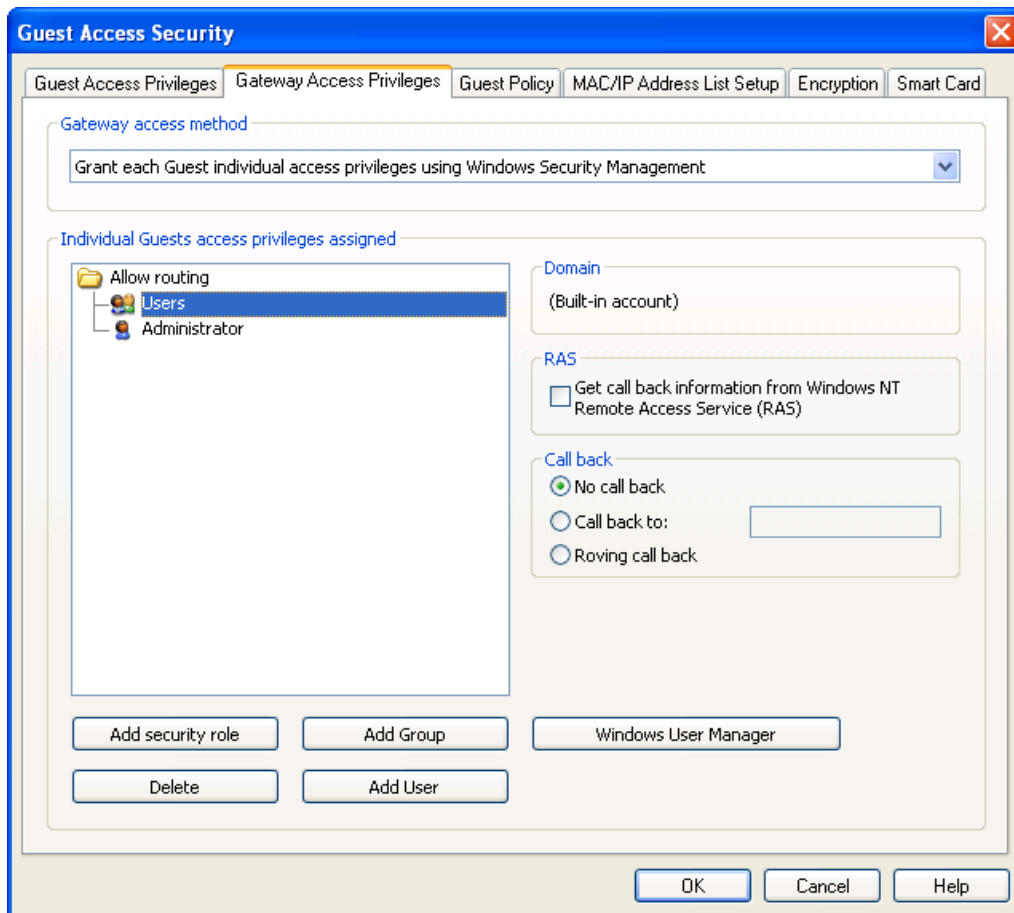 Guest Access Security
Guest Access Privileges
Gateway Access Privileges
Guest Policy
MAC/IP Address List Setup
Encryption
Smart Card
Gateway access method
Grant each Guest individual access privileges using Windows Security Management
Individual Guests access privileges assigned
Allow routing
Users
Administrator
Domain
(Built-in account)
RAS
Get call back information from Windows NT
Remote Access Service (RAS)
Call back
No call back
Call back to:
Roving call back
Add security role
Add Group
Windows User Manager
Delete
Add User
OK
Cancel
Help